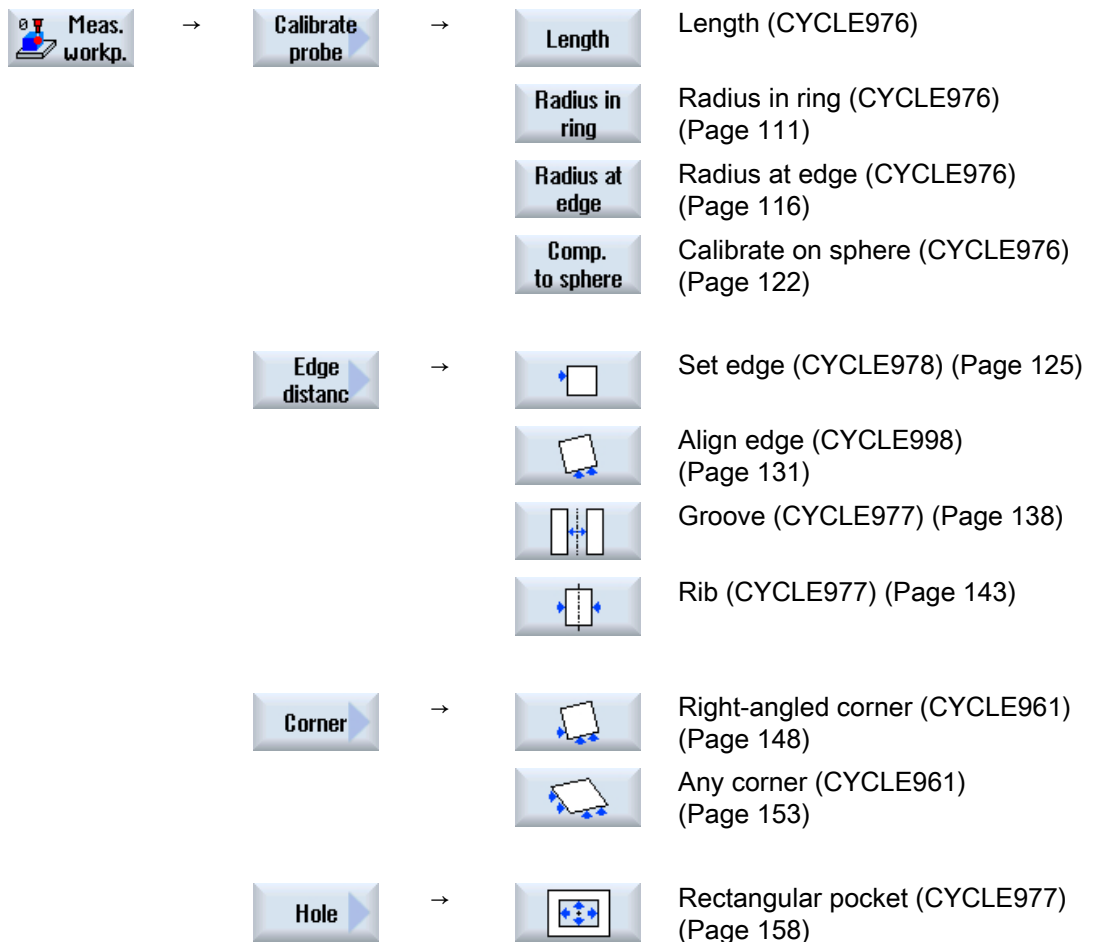 Meas.
workp.
→
Calibrate
probe
→
Length
Length (CYCLE976)
Radius in
ring
Radius in ring (CYCLE976)
(Page 111)
Radius at
edge
Radius at edge (CYCLE976)
(Page 116)
Comp.
to sphere
Calibrate on sphere (CYCLE976)
(Page 122)
Edge
distanc
→
Set edge (CYCLE978) (Page 125)
Align edge (CYCLE998)
(Page 131)
Groove (CYCLE977) (Page 138)
Rib (CYCLE977) (Page 143)
Corner
→
Right-angled corner (CYCLE961)
(Page 148)
Any corner (CYCLE961)
(Page 153)
Hole
→
Rectangular pocket (CYCLE977)
(Page 158)